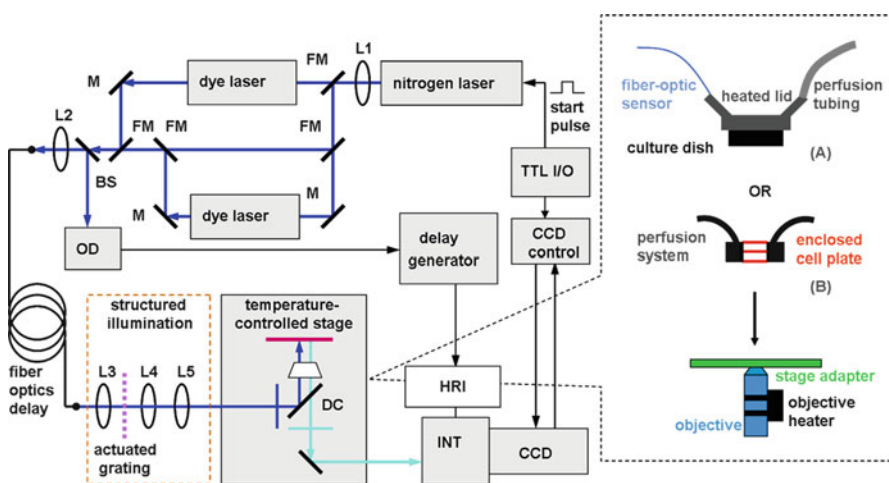 L1
FM
dye laser
M
nitrogen laser
start
pulse
L2
FM
FM
FM
BS
M
M
dye laser
TTL I/O
OD
delay
generator
CCD
control
fiber
optics
delay
structured
illumination
L3
L4
L5
actuated
grating
temperature-
controlled stage
DC
HRI
INT
CCD
fiber-optic
sensor
heated lid
perfusion
tubing
culture dish
(A)
OR
perfusion
system
enclosed
cell plate
(B)
stage adapter
objective
heater
objective